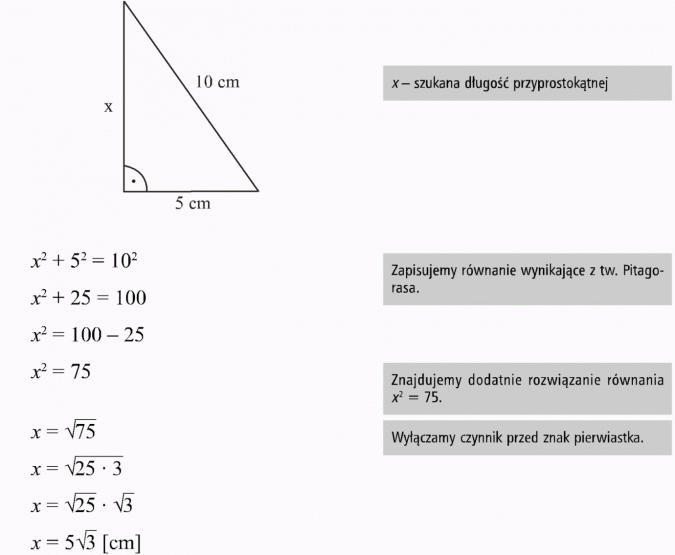 10 cm
x – szukana długość przyprostokątnej
x
5 cm
x² + 5² = 10²
Zapisujemy równanie wynikające z tw. Pitago-
rasa.
x² + 25 = 100
x² = 100 – 25
x² = 75
Znajdujemy dodatnie rozwiązanie równania
x² = 75.
x = √75
Wyłączamy czynnik przed znak pierwiastka.
x = √25 · 3
x = √25 · √3
x = 5√3 [cm]